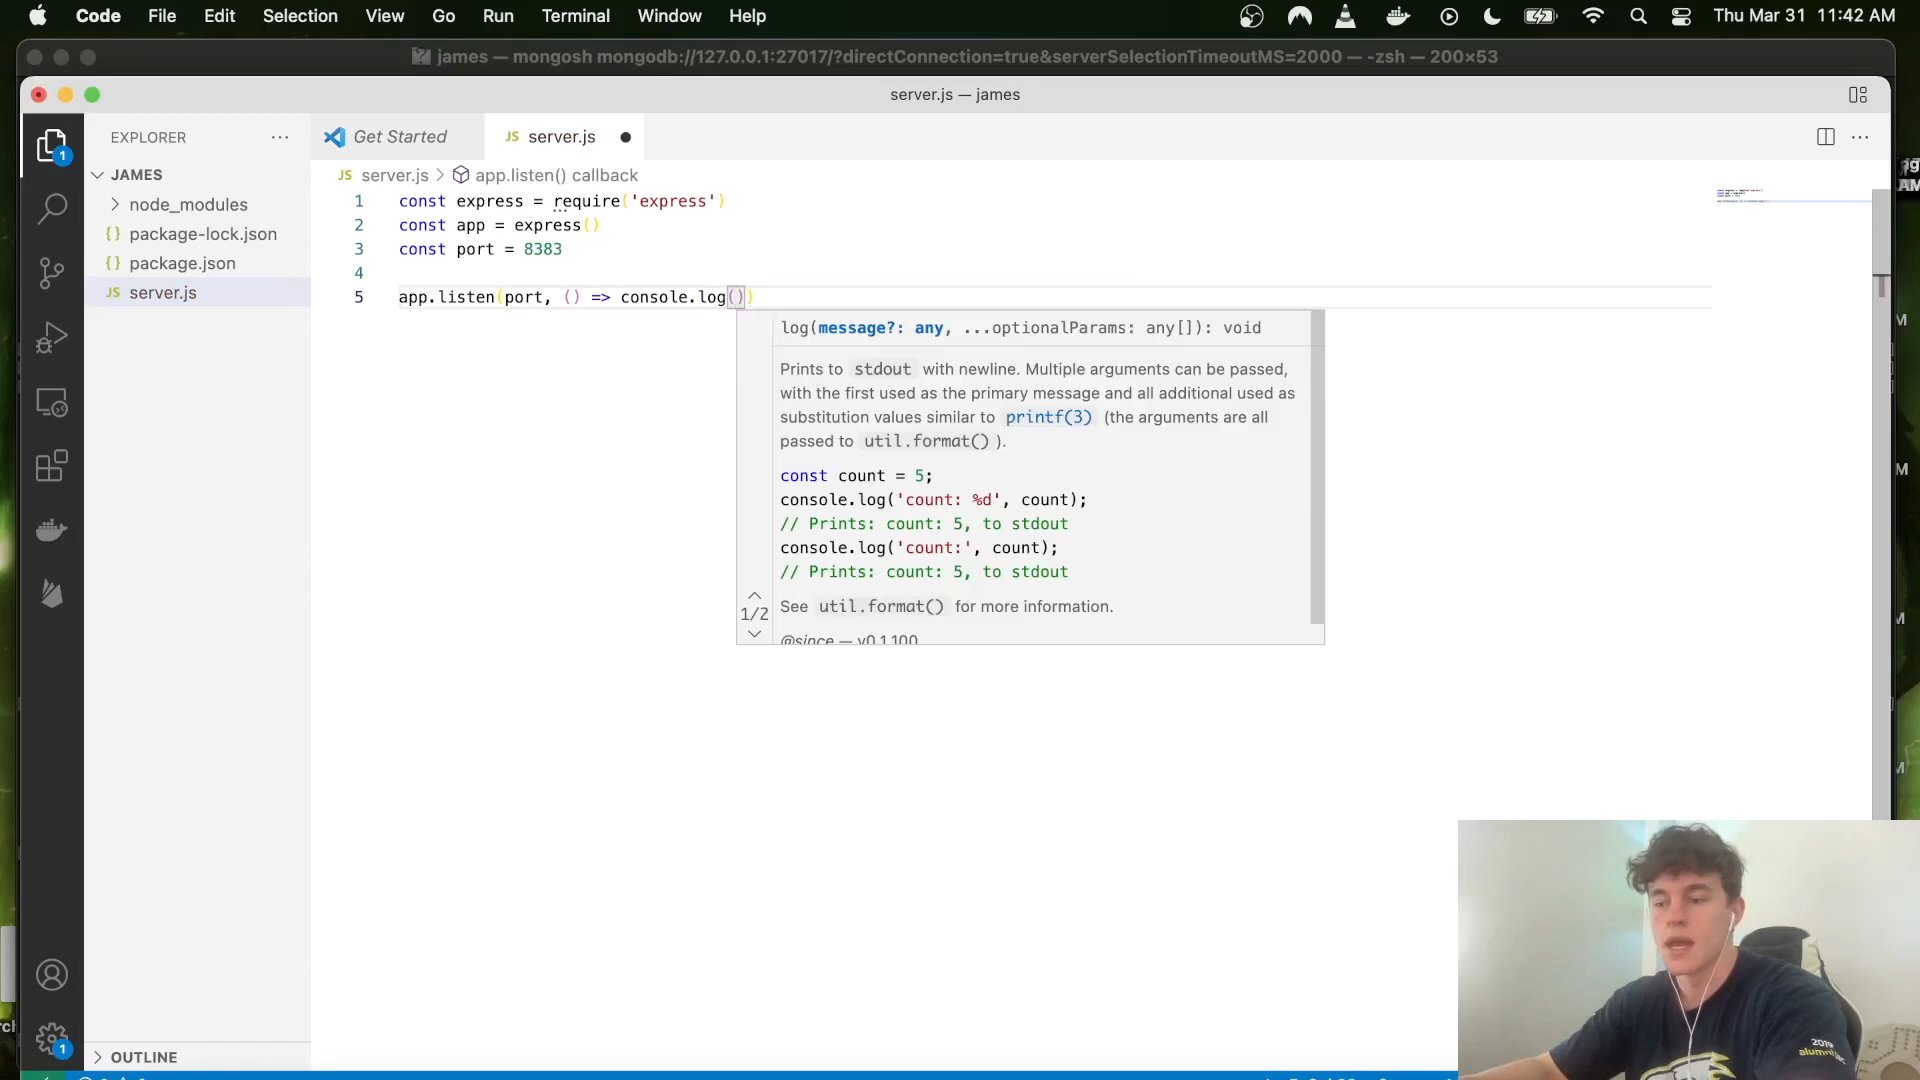 Code File Edit Selection View Go Run Terminal Window Help Thu Mar 31 11:42 AM
james — mongosh mongodb://127.0.0.1:27017/?directConnection=true&serverSelectionTimeoutMS=2000 — -zsh — 200×53
server.js — james
EXPLORER
Get Started
JS server.js
JAMES
JS server.js > app.listen() callback
node_modules
{} package-lock.json
{} package.json
JS server.js
1 const express = require('express')
2 const app = express()
3 const port = 8383
4
5 app.listen(port, () => console.log())
log(message?: any, ...optionalParams: any[]): void
Prints to stdout with newline. Multiple arguments can be passed,
with the first used as the primary message and all additional used as
substitution values similar to printf(3) (the arguments are all
passed to util.format() ).
const count = 5;
console.log('count: %d', count);
// Prints: count: 5, to stdout
console.log('count:', count);
// Prints: count: 5, to stdout
1/2
See util.format() for more information.
@since — v0.1.100
1
1
OUTLINE
2019
alumni